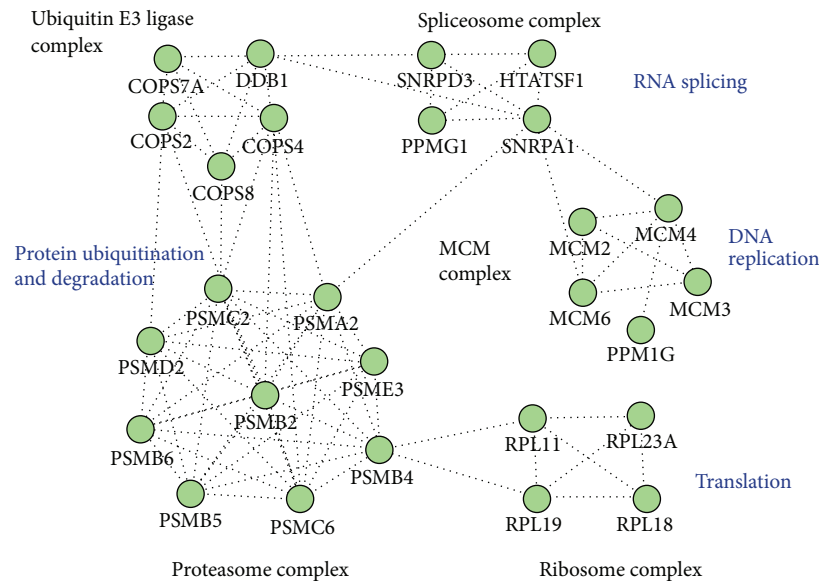 Ubiquitin E3 ligase
complex
Spliceosome complex
COPS7A
DDB1
SNRPD3
HTATSF1
RNA splicing
COPS2
COPS4
PPMG1
SNRPA1
COPS8
Protein ubiquitination
and degradation
MCM
complex
MCM2
MCM4
DNA
replication
PSMC2
PSMA2
MCM6
MCM3
PSMD2
PSME3
PPM1G
PSMB2
PSMB6
PSMB4
RPL11
RPL23A
Translation
PSMB5
PSMC6
RPL19
RPL18
Proteasome complex
Ribosome complex